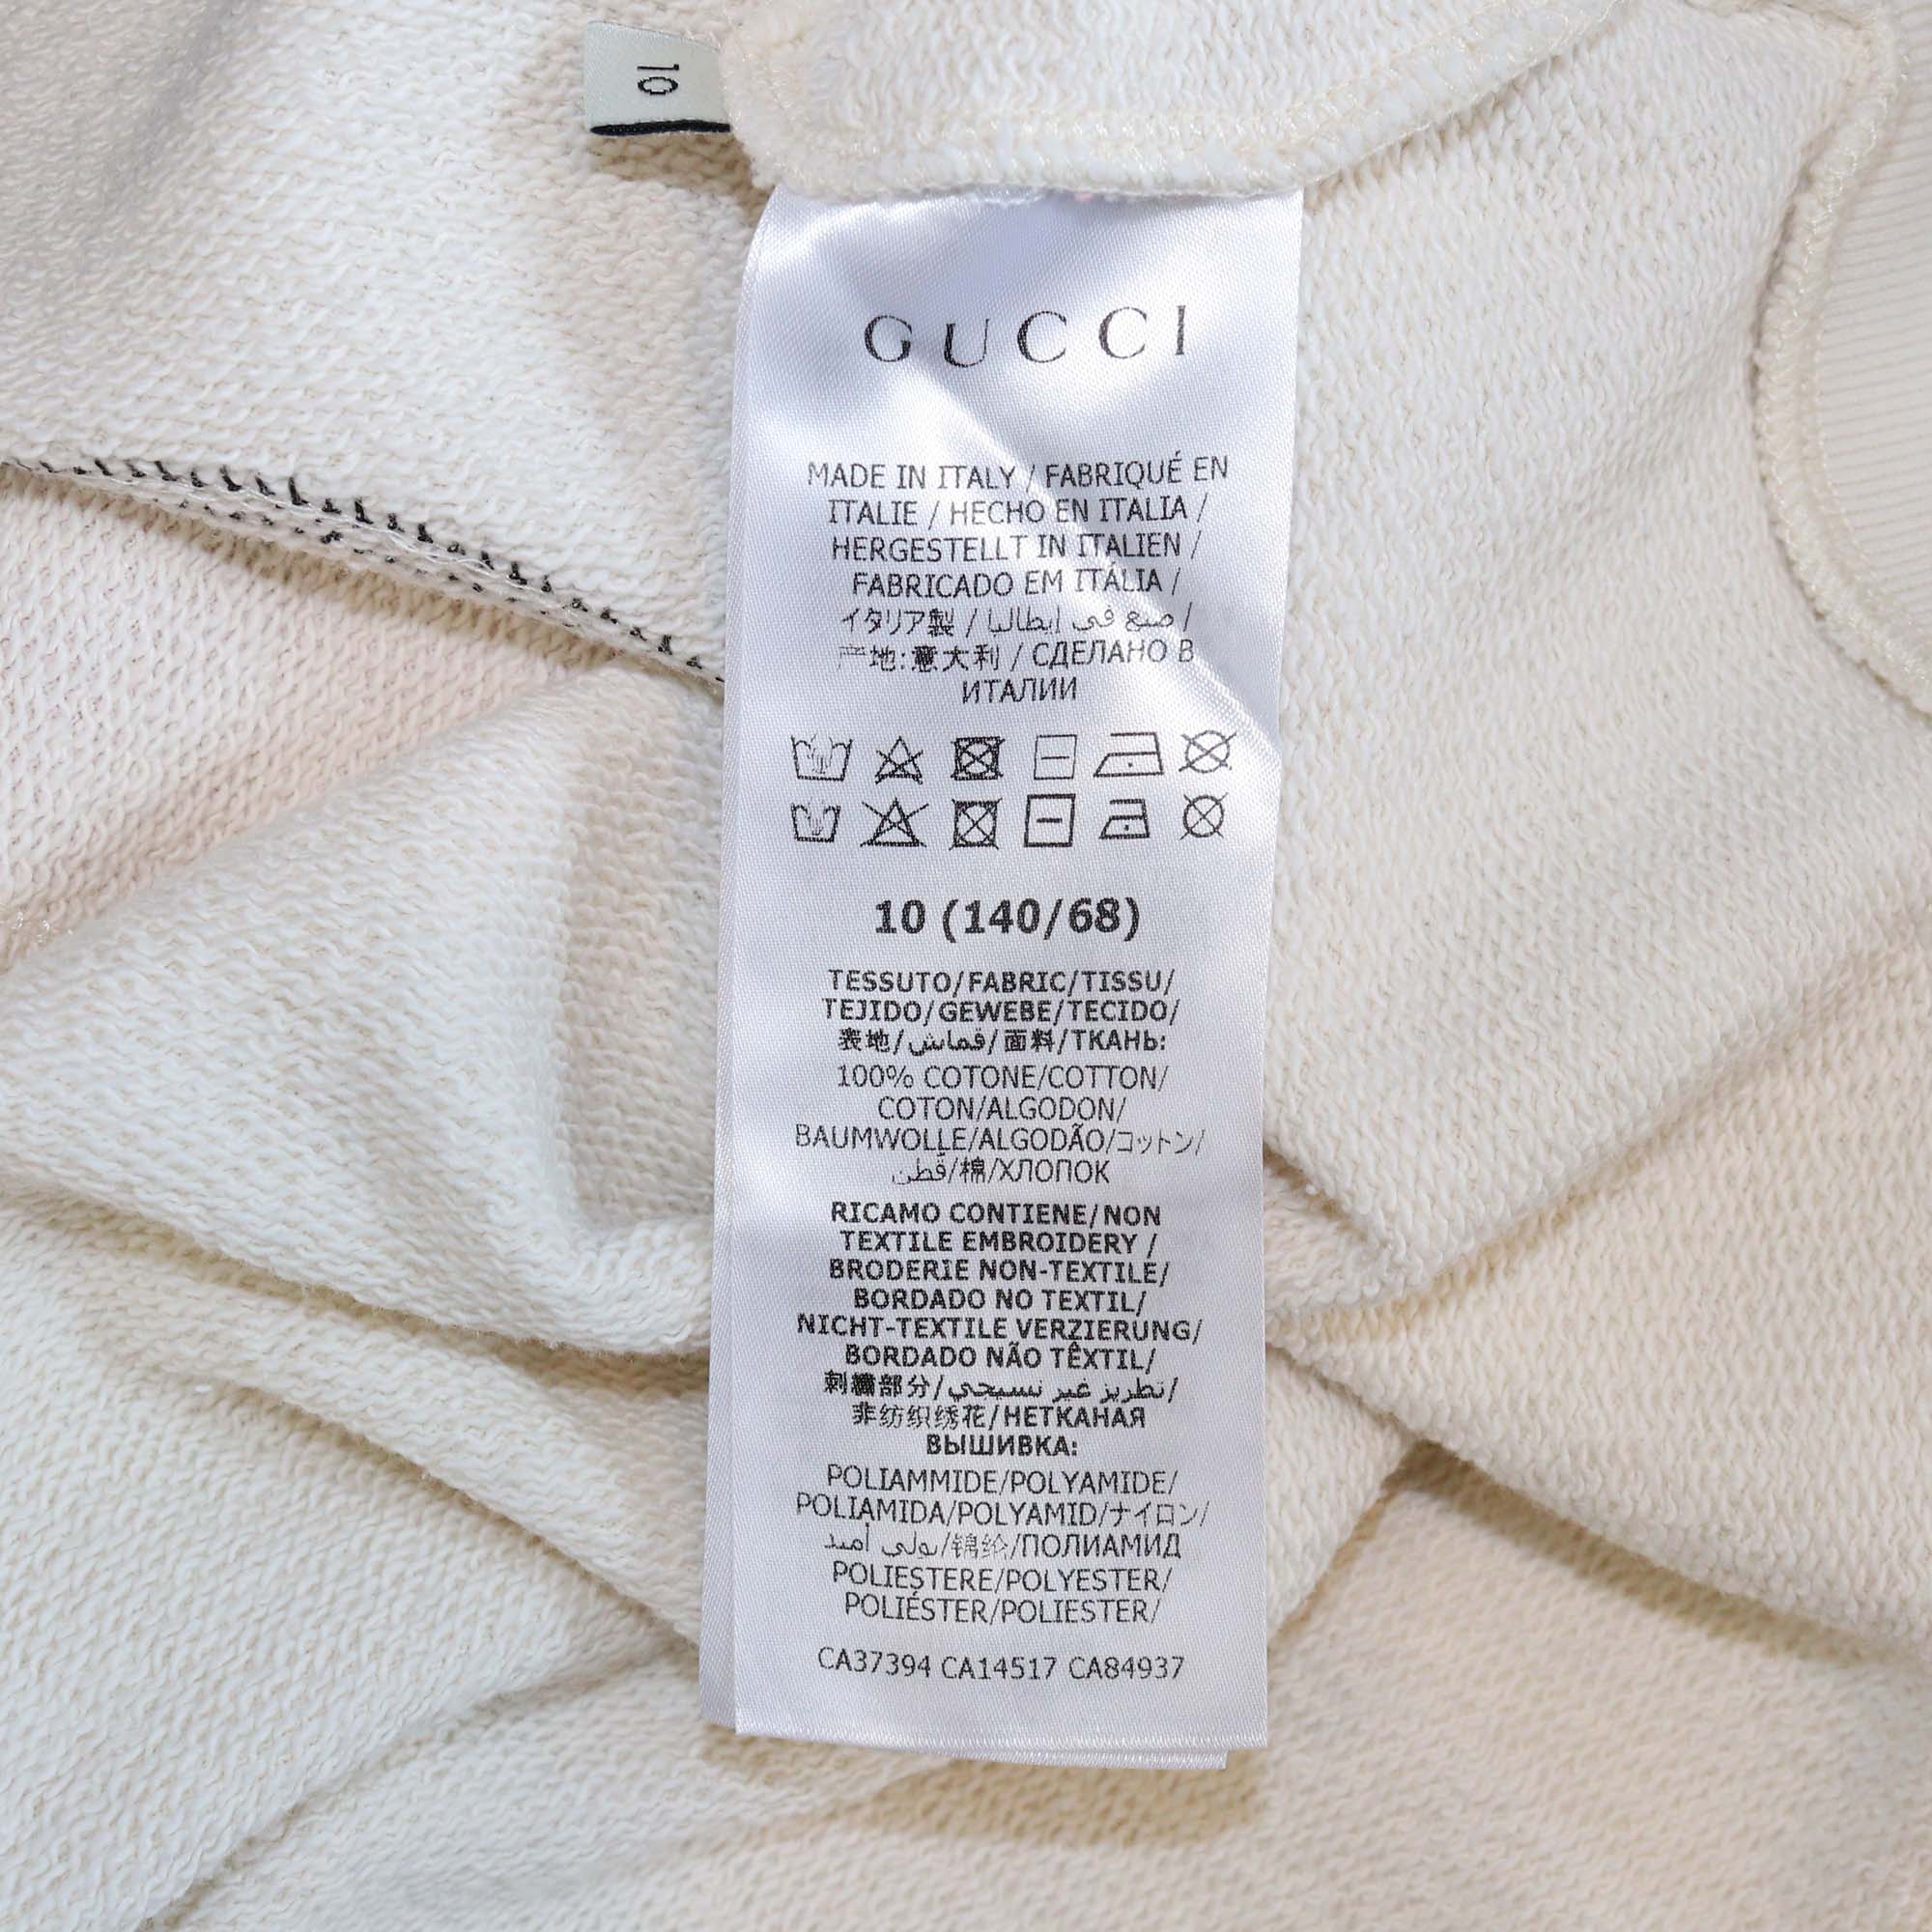 10
GUCCI
MADE IN ITALY / FABRIQUÉ EN
ITALIE / HECHO EN ITALIA /
HERGESTELLT IN ITALIEN /
FABRICADO EM ITÁLIA /
イタリア製 / صنع في إيطاليا /
产地:意大利 / СДЕЛАНО В
ИТАЛИИ
10 (140/68)
TESSUTO/FABRIC/TISSU/
TEJIDO/GEWEBE/TECIDO/
表地/قماش/面料/ТКАНЬ:
100% COTONE/COTTON/
COTON/ALGODON/
BAUMWOLLE/ALGODÃO/コットン/
قُطن/棉/ХЛОПОК
RICAMO CONTIENE/NON
TEXTILE EMBROIDERY /
BRODERIE NON-TEXTILE/
BORDADO NO TEXTIL/
NICHT-TEXTILE VERZIERUNG/
BORDADO NÃO TÊXTIL/
刺繍部分/تطريز غير نسيجي/
非纺织绣花/НЕТКАНАЯ
ВЫШИВКА:
POLIAMMIDE/POLYAMIDE/
POLIAMIDA/POLYAMID/ナイロン/
بولي أميد/锦纶/ПОЛИАМИД
POLIESTERE/POLYESTER/
POLIÉSTER/POLIESTER/
CA37394 CA14517 CA84937